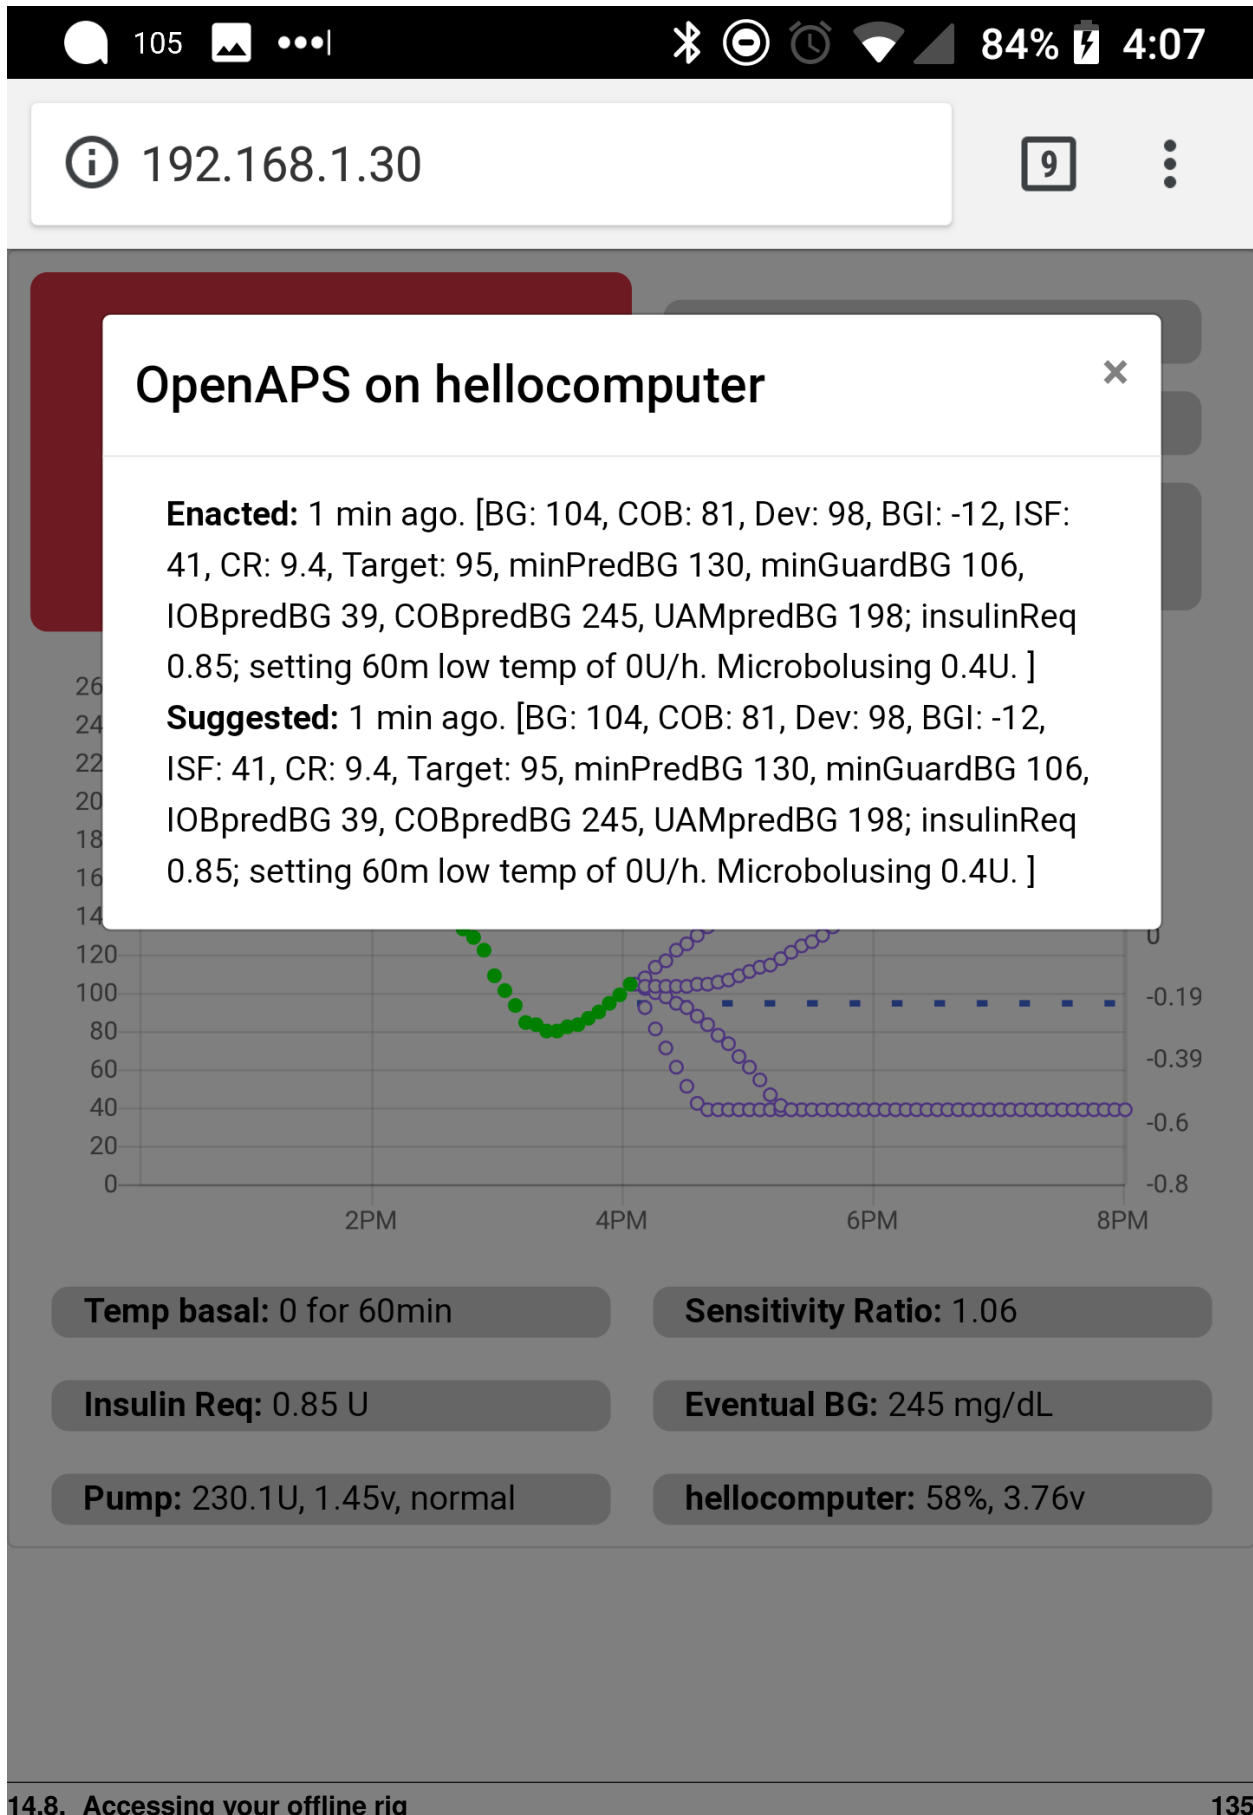 105 84% 4:07
192.168.1.30 9
OpenAPS on hellocomputer ×
Enacted: 1 min ago. [BG: 104, COB: 81, Dev: 98, BGI: -12, ISF:
41, CR: 9.4, Target: 95, minPredBG 130, minGuardBG 106,
IOBpredBG 39, COBpredBG 245, UAMpredBG 198; insulinReq
0.85; setting 60m low temp of 0U/h. Microbolusing 0.4U. ]
Suggested: 1 min ago. [BG: 104, COB: 81, Dev: 98, BGI: -12,
ISF: 41, CR: 9.4, Target: 95, minPredBG 130, minGuardBG 106,
IOBpredBG 39, COBpredBG 245, UAMpredBG 198; insulinReq
0.85; setting 60m low temp of 0U/h. Microbolusing 0.4U. ]
26
24
22
20
18
16
14
120
100
80
60
40
20
0
0
-0.19
-0.39
-0.6
-0.8
2PM 4PM 6PM 8PM
Temp basal: 0 for 60min
Sensitivity Ratio: 1.06
Insulin Req: 0.85 U
Eventual BG: 245 mg/dL
Pump: 230.1U, 1.45v, normal
hellocomputer: 58%, 3.76v
14.8. Accessing your offline rig 135